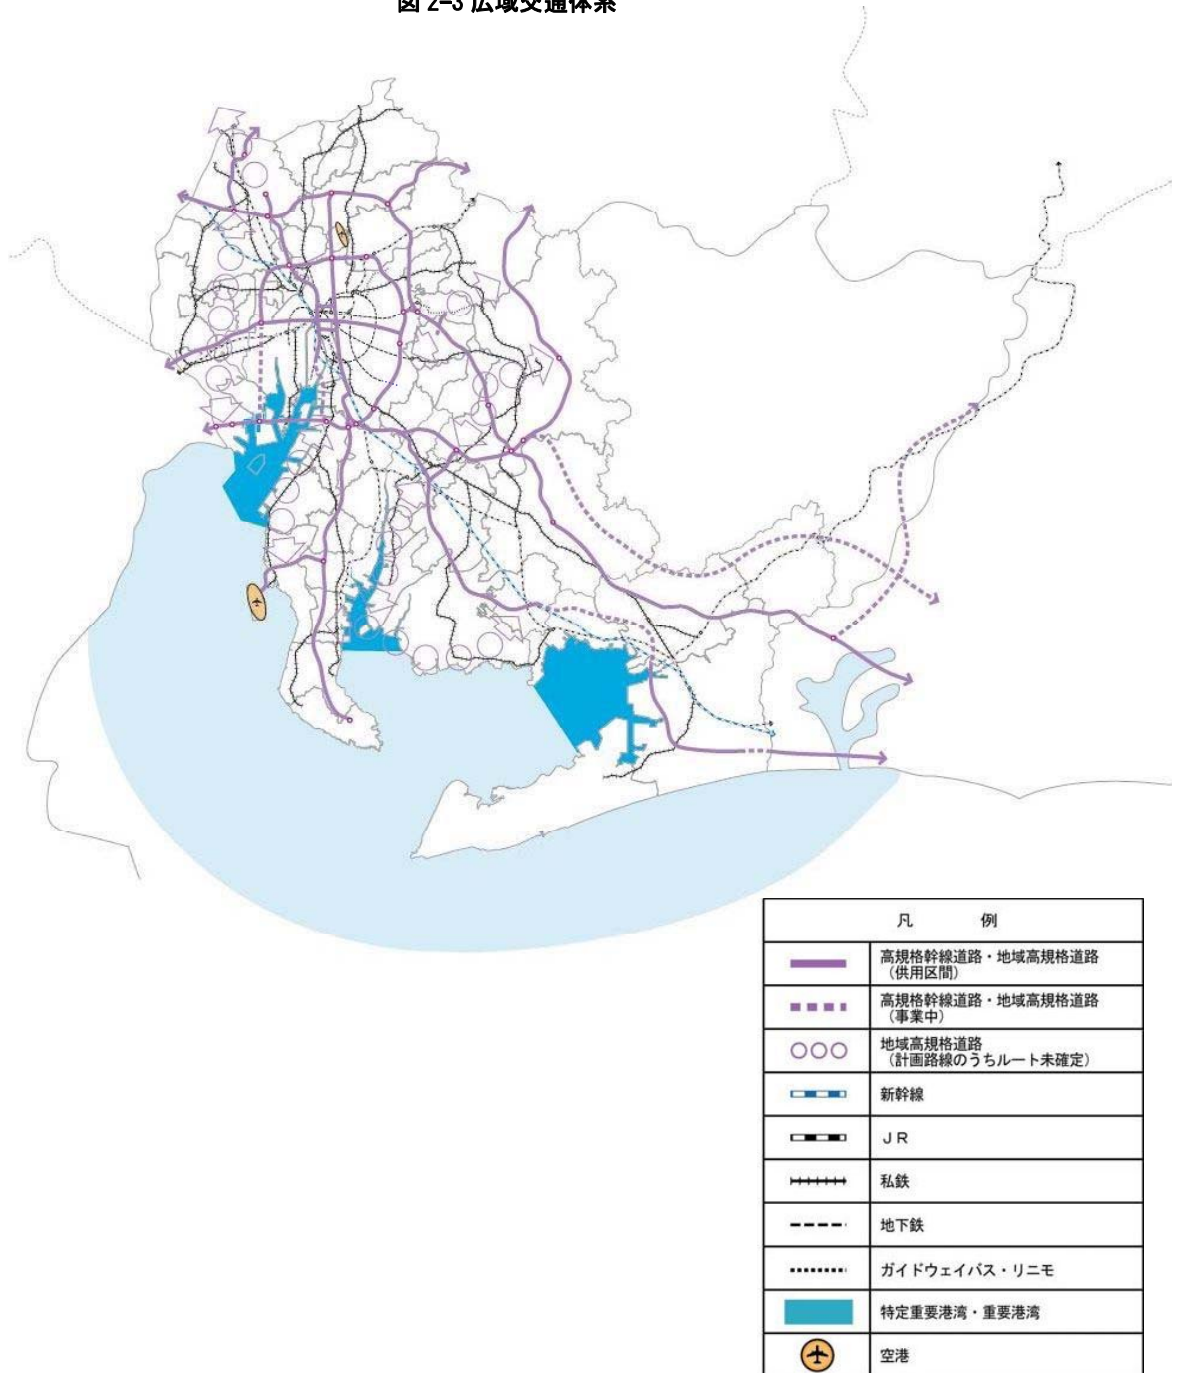 図 2-3 広域交通体系
凡 例
高規格幹線道路・地域高規格道路
（供用区間）
高規格幹線道路・地域高規格道路
（事業中）
地域高規格道路
（計画路線のうちルート未確定）
新幹線
ＪＲ
私鉄
地下鉄
ガイドウェイバス・リニモ
特定重要港湾・重要港湾
空港